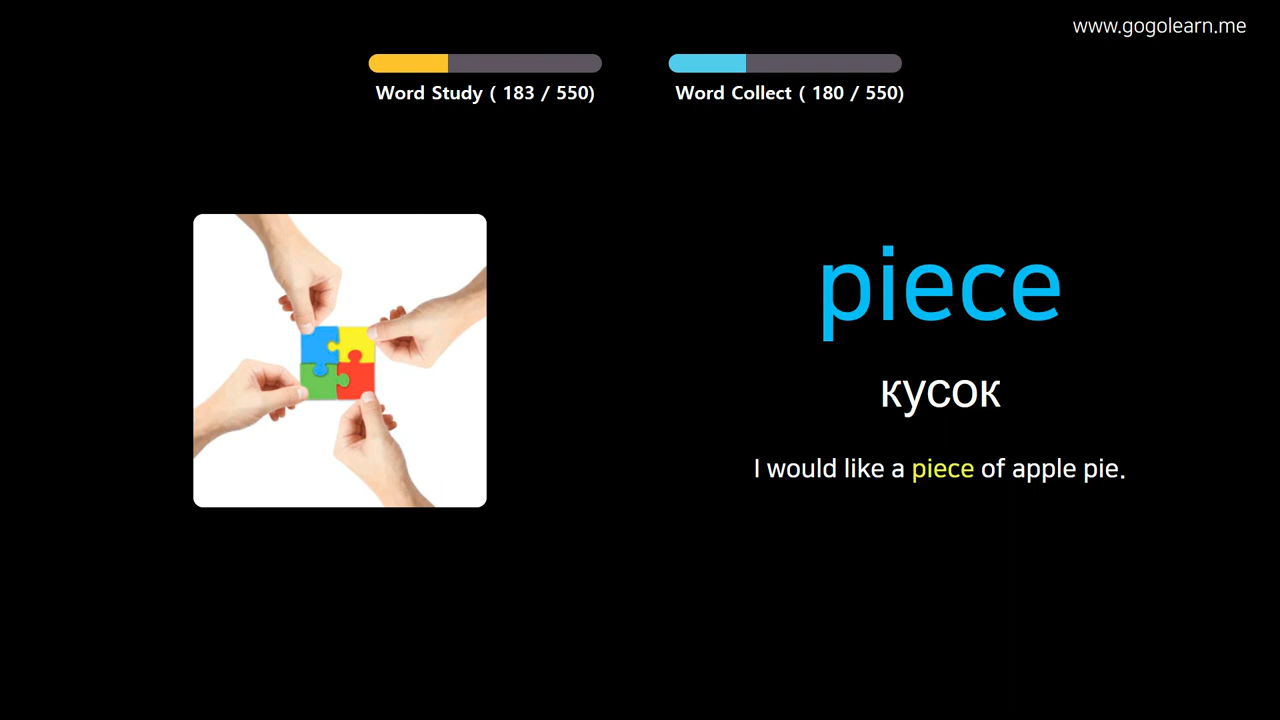 www.gogolearn.me
Word Study ( 183 / 550)
Word Collect ( 180 / 550)
piece
кусок
I would like a piece of apple pie.